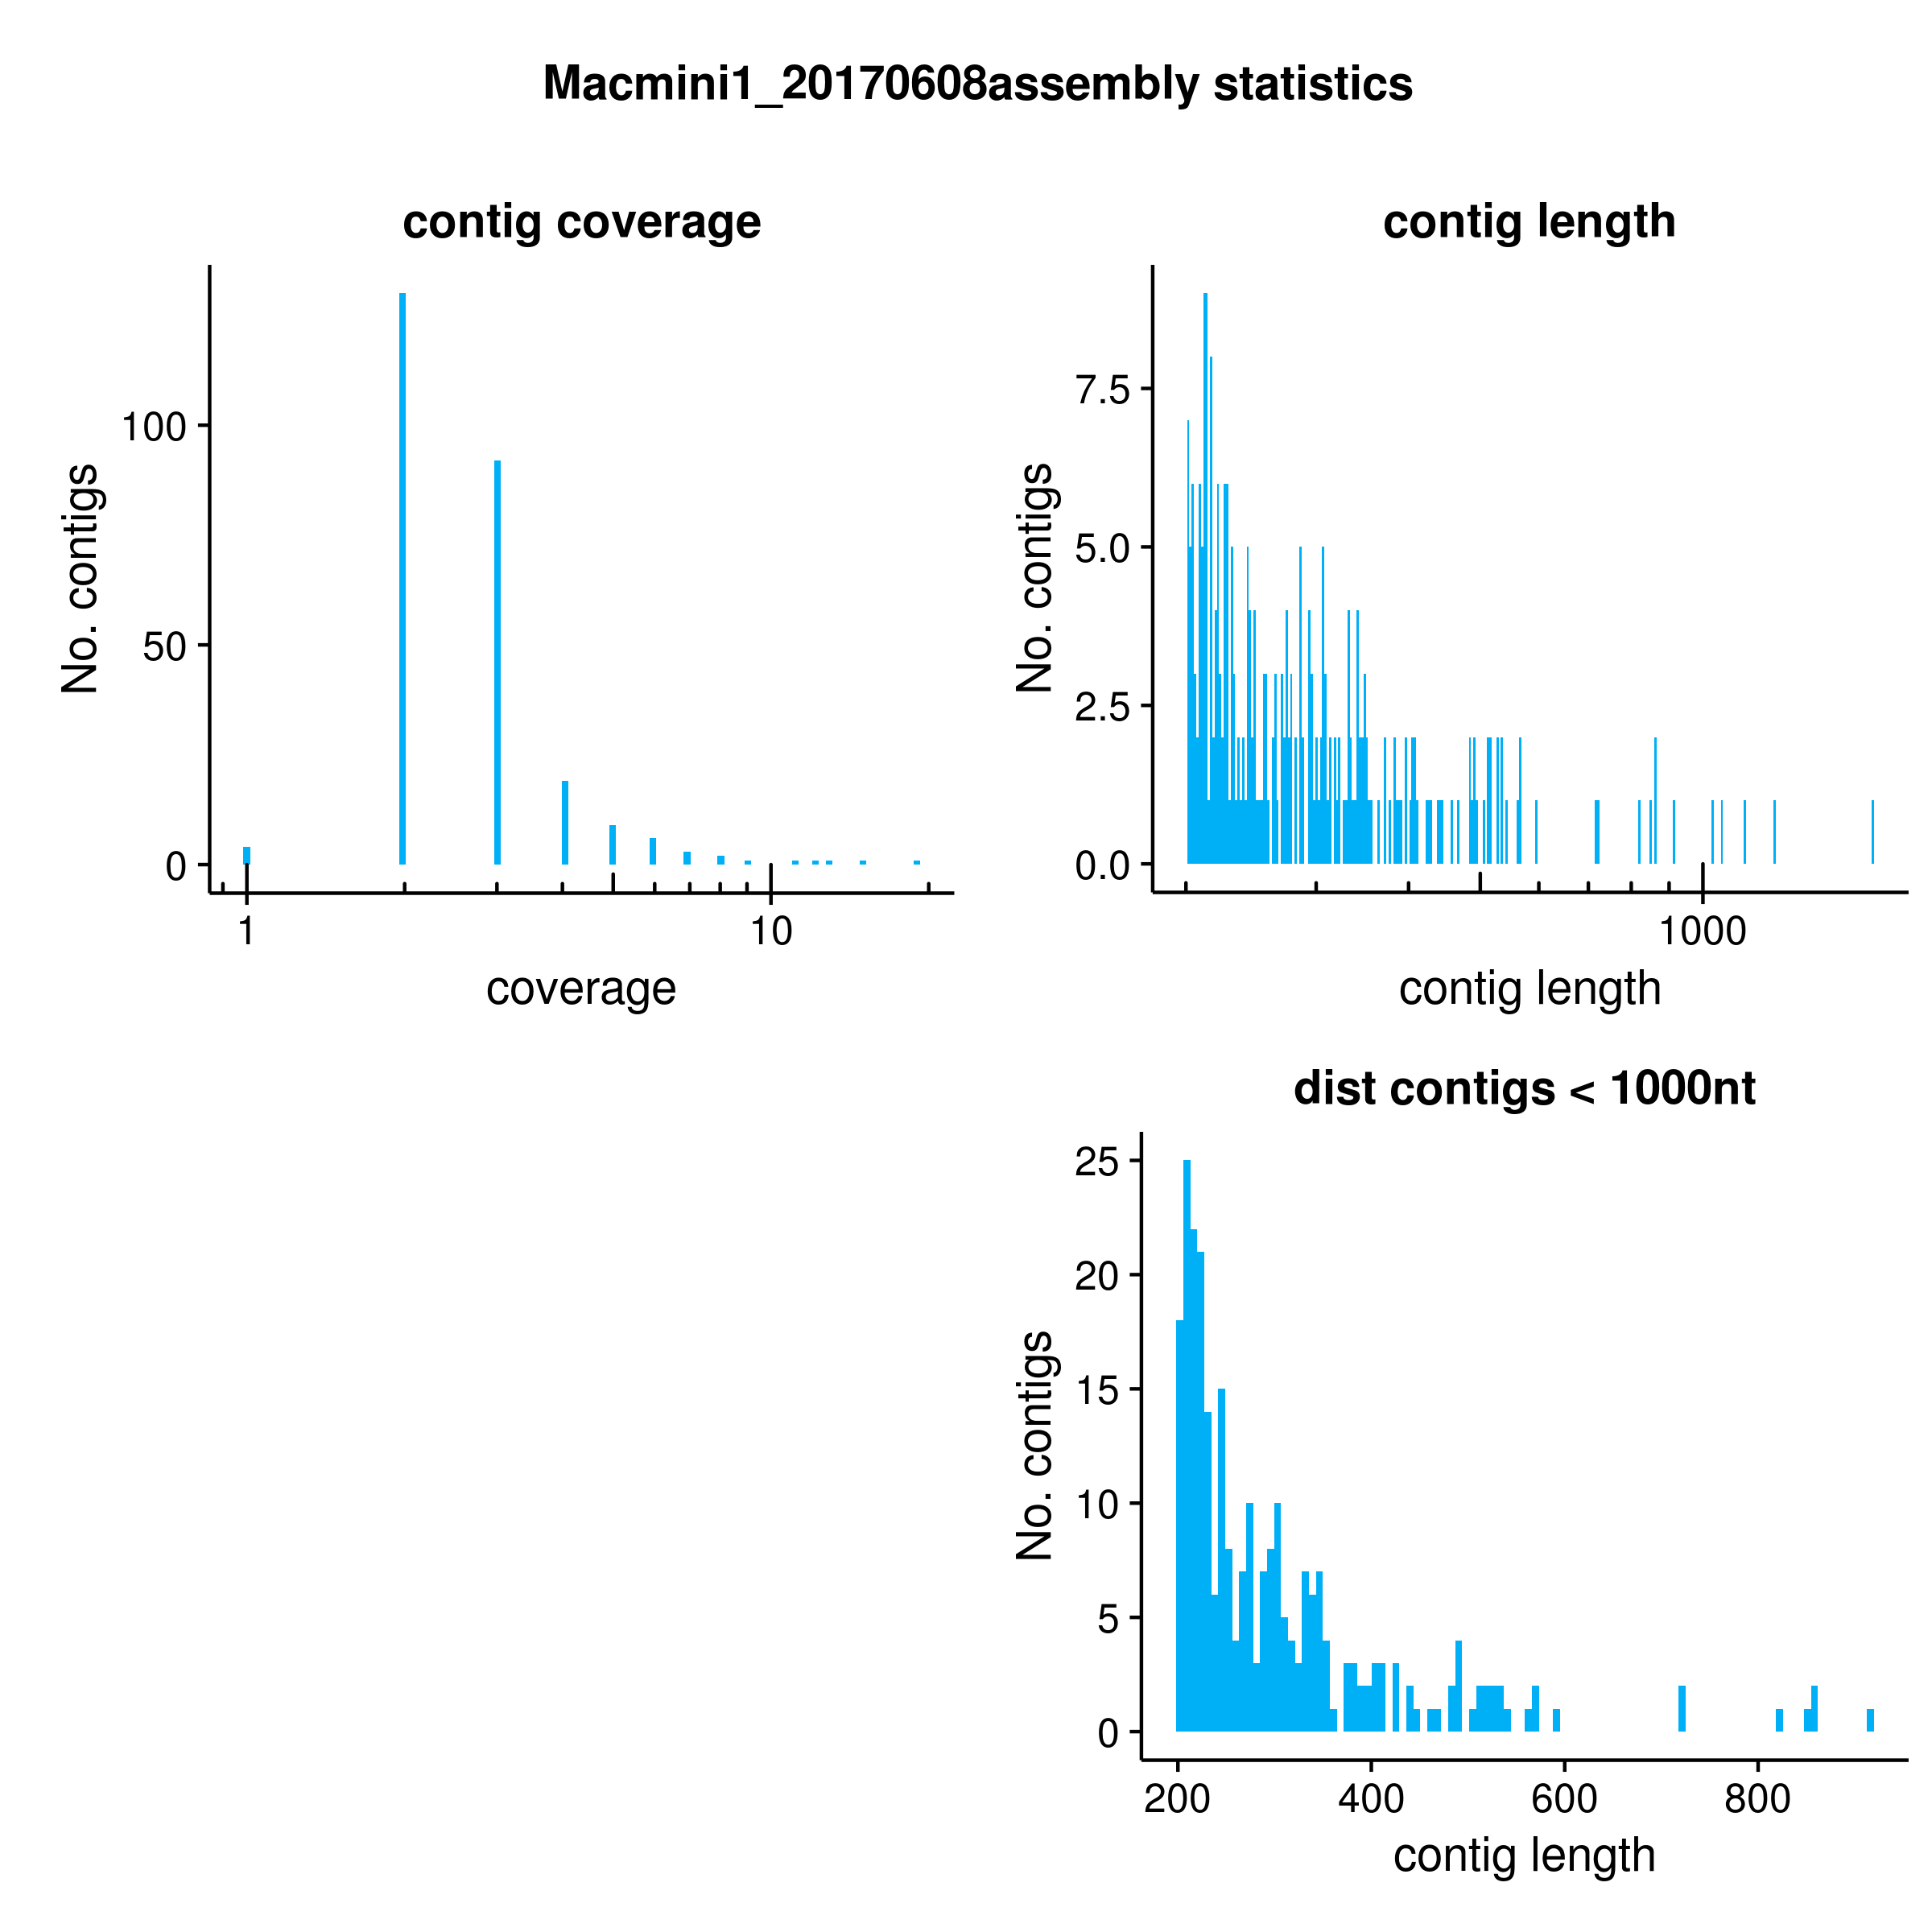 Macmini1_20170608assembly statistics
contig coverage
No. contigs
100
50
0
1
10
coverage
contig length
No. contigs
7.5
5.0
2.5
0.0
1000
contig length
dist contigs < 1000nt
No. contigs
25
20
15
10
5
0
200
400
600
800
contig length